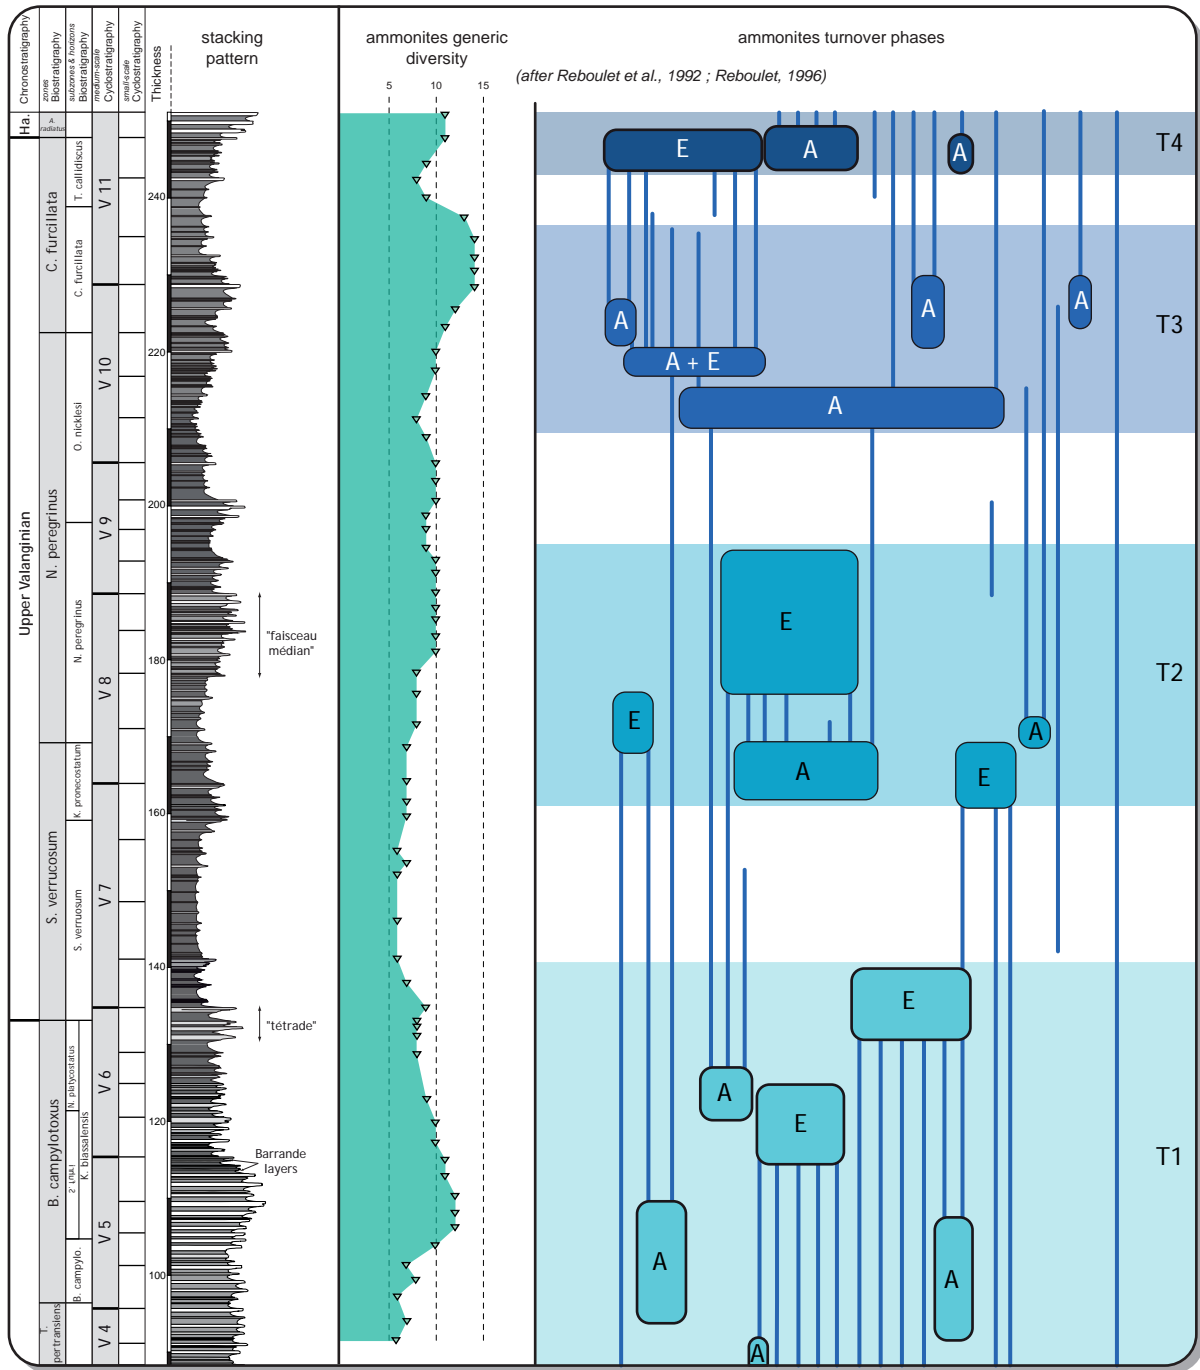 Chronostratigraphy
zones
Biostratigraphy
subzones & horizons
Biostratigraphy
medium-scale
Cyclostratigraphy
small-scale
Cyclostratigraphy
Thickness
stacking
pattern
ammonites generic
diversity
ammonites turnover phases
(after Reboulet et al., 1992 ; Reboulet, 1996)
5
10
15
Ha.
A.
radiatus
T. callidiscus
C. furcillata
C. furcillata
V 11
240
220
V 10
O. nicklesi
Upper Valanginian
N. peregrinus
200
V 9
N. peregrinus
"faisceau
médian"
180
V 8
K. pronecostatum
160
S. verrucosum
S. verruosum
V 7
140
"tétrade"
N. platycostatus
V 6
120
B. campylotoxus
K. biassalensis
Barrande
layers
V 5
B. campylo.
100
T.
pertransiens
V 4
E
A
A
T4
A
A
A
A + E
A
T3
E
E
A
A
E
T2
E
A
E
A
A
A
T1